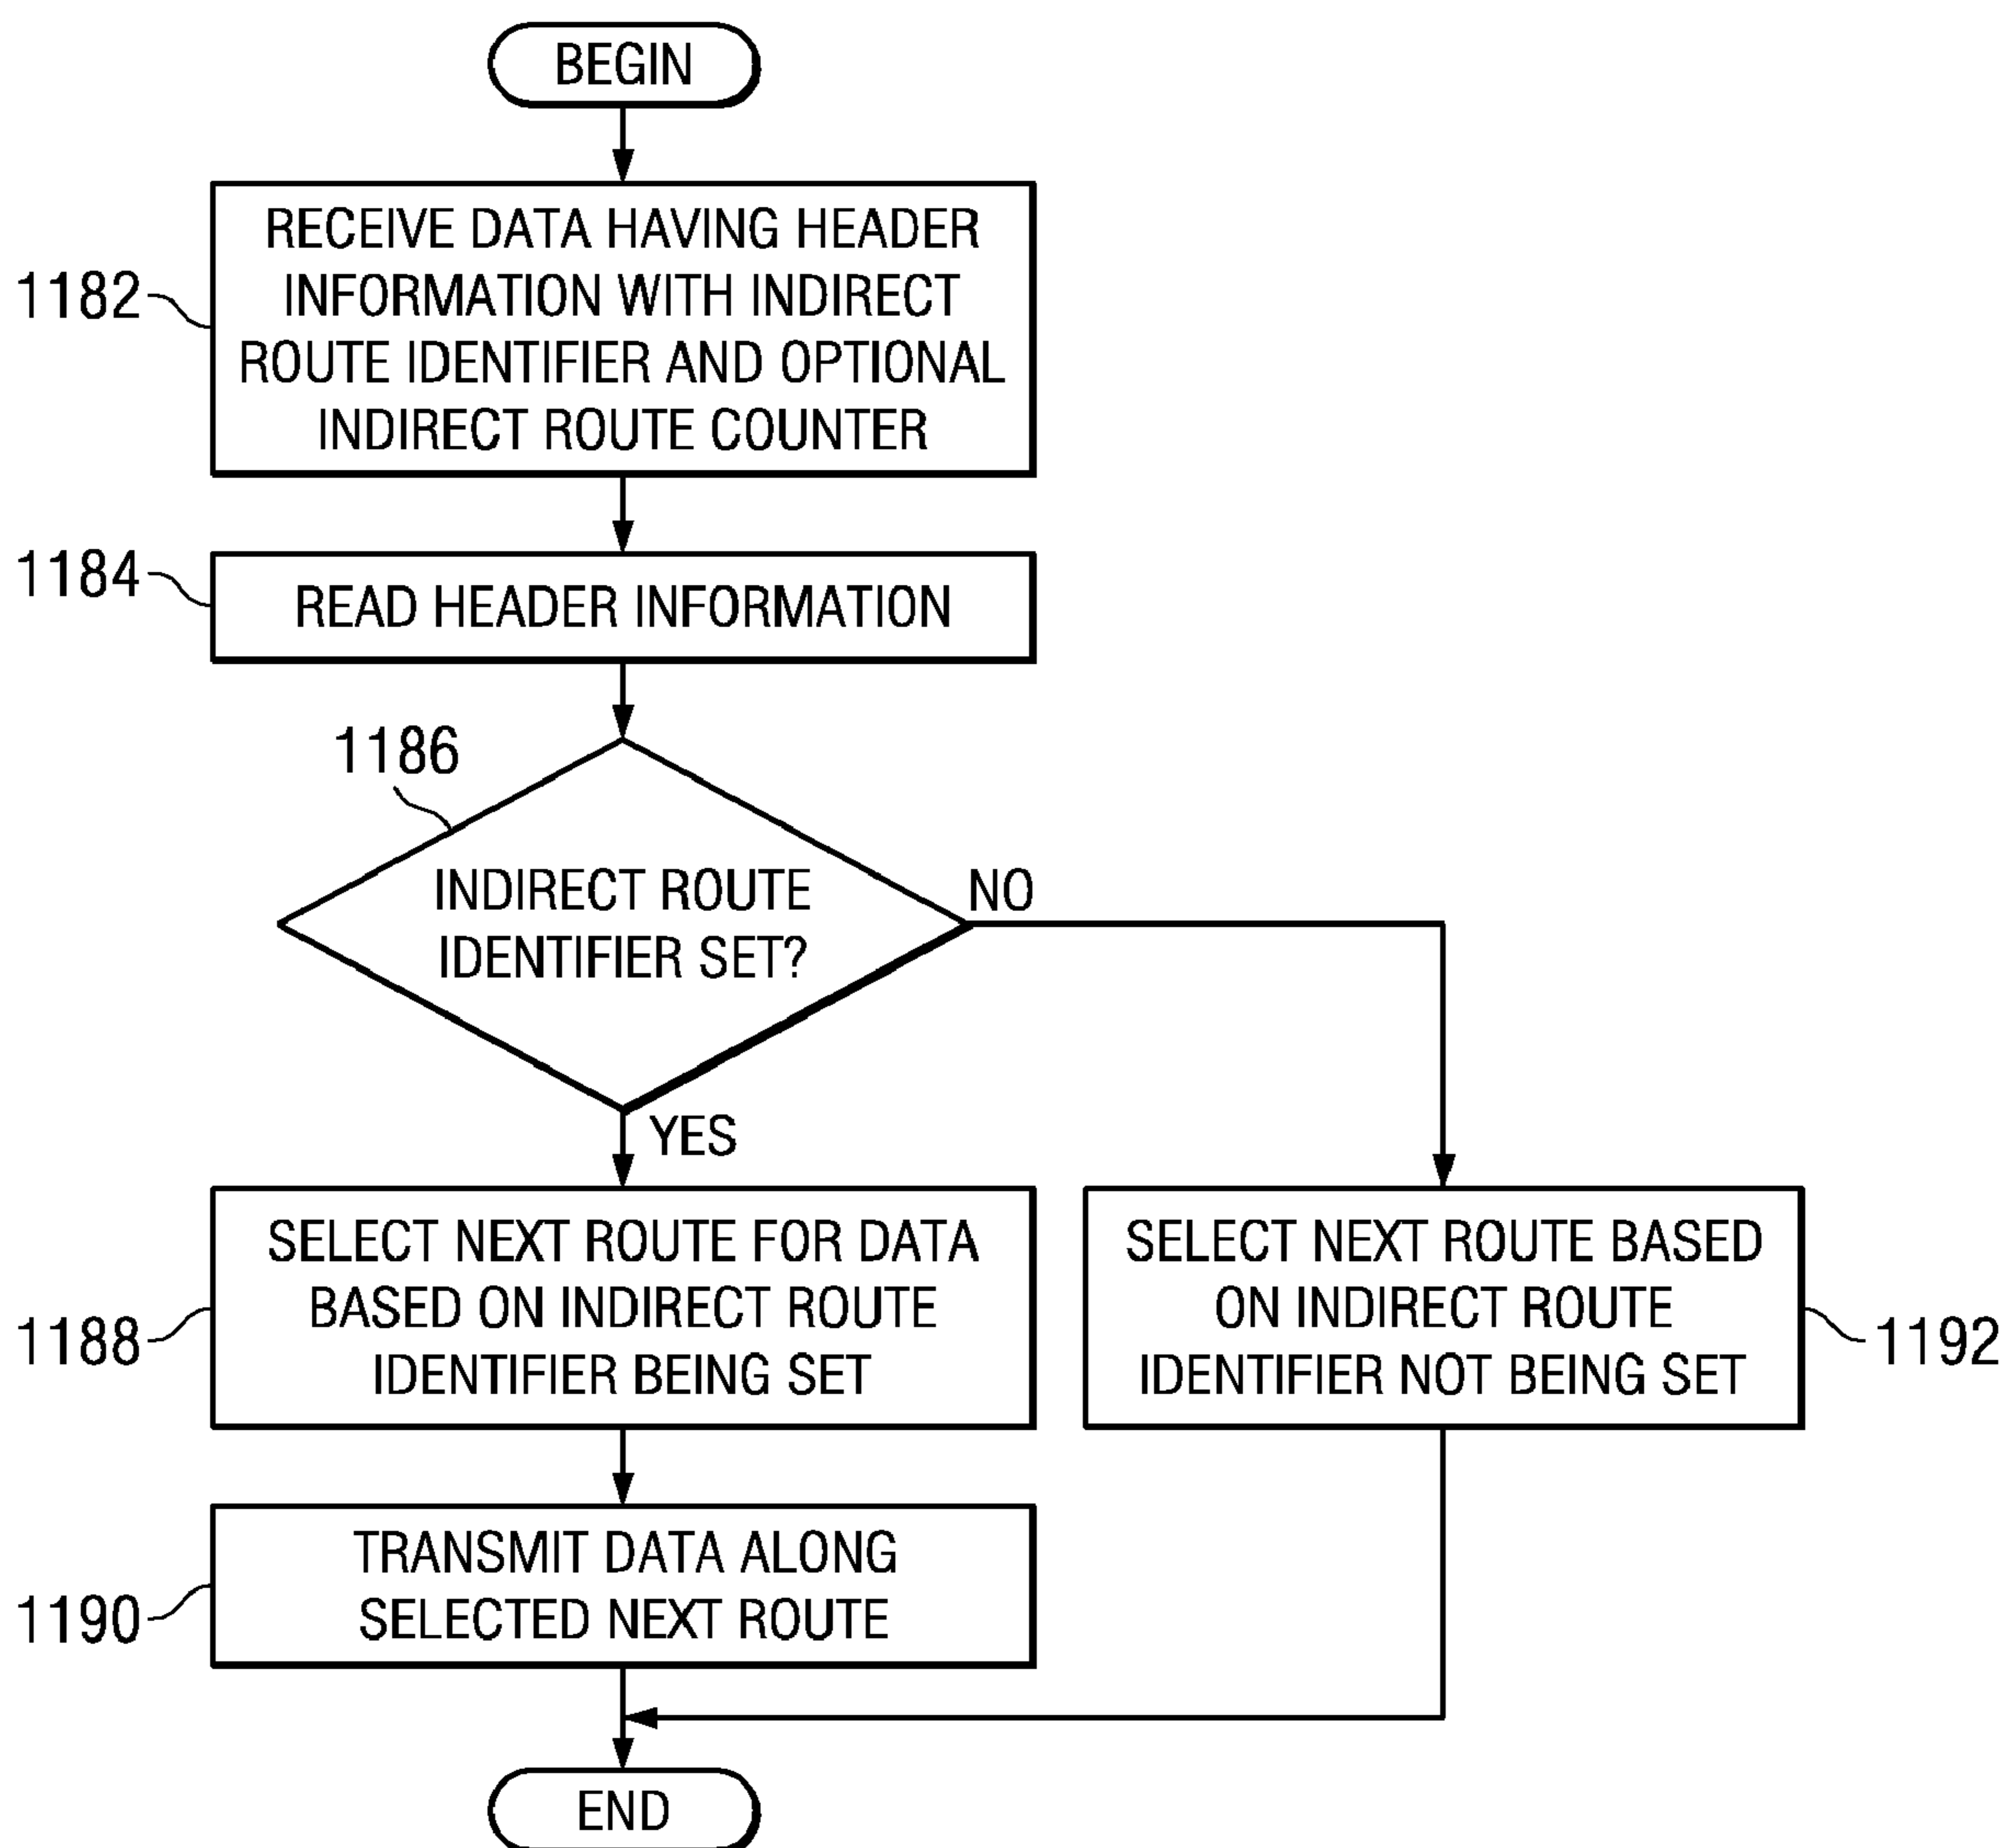 BEGIN
1182
RECEIVE DATA HAVING HEADER
INFORMATION WITH INDIRECT
ROUTE IDENTIFIER AND OPTIONAL
INDIRECT ROUTE COUNTER
1184
READ HEADER INFORMATION
1186
INDIRECT ROUTE
IDENTIFIER SET?
NO
YES
1188
SELECT NEXT ROUTE FOR DATA
BASED ON INDIRECT ROUTE
IDENTIFIER BEING SET
SELECT NEXT ROUTE BASED
ON INDIRECT ROUTE
IDENTIFIER NOT BEING SET
1192
1190
TRANSMIT DATA ALONG
SELECTED NEXT ROUTE
END